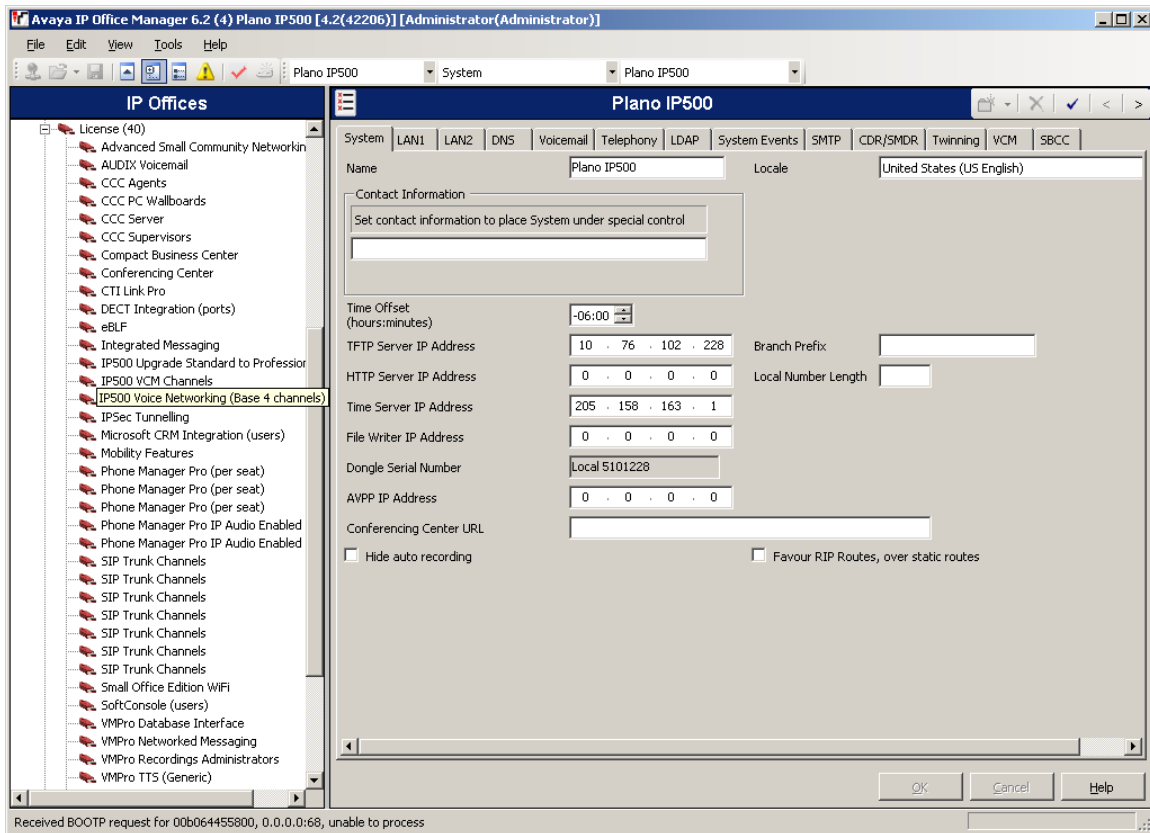 Avaya IP Office Manager 6.2 (4) Plano IP500 [4.2(42206)] [Administrator(Administrator)]
File Edit View Tools Help
Plano IP500 System Plano IP500
IP Offices
License (40)
Advanced Small Community Networkin
AUDIX Voicemail
CCC Agents
CCC PC Wallboards
CCC Server
CCC Supervisors
Compact Business Center
Conferencing Center
CTI Link Pro
DECT Integration (ports)
eBLF
Integrated Messaging
IP500 Upgrade Standard to Profession
IP500 VCM Channels
IP500 Voice Networking (Base 4 channels)
IPSec Tunnelling
Microsoft CRM Integration (users)
Mobility Features
Phone Manager Pro (per seat)
Phone Manager Pro (per seat)
Phone Manager Pro (per seat)
Phone Manager Pro IP Audio Enabled
Phone Manager Pro IP Audio Enabled
SIP Trunk Channels
SIP Trunk Channels
SIP Trunk Channels
SIP Trunk Channels
SIP Trunk Channels
SIP Trunk Channels
SIP Trunk Channels
Small Office Edition WiFi
SoftConsole (users)
VMPro Database Interface
VMPro Networked Messaging
VMPro Recordings Administrators
VMPro TTS (Generic)
Plano IP500
System LAN1 LAN2 DNS Voicemail Telephony LDAP System Events SMTP CDR/SMDR Twinning VCM SBCC
Name Plano IP500 Locale United States (US English)
Contact Information
Set contact information to place System under special control
Time Offset
(hours:minutes) -06:00
TFTP Server IP Address 10 . 76 . 102 . 228 Branch Prefix
HTTP Server IP Address 0 . 0 . 0 . 0 Local Number Length
Time Server IP Address 205 . 158 . 163 . 1
File Writer IP Address 0 . 0 . 0 . 0
Dongle Serial Number Local 5101228
AVPP IP Address 0 . 0 . 0 . 0
Conferencing Center URL
Hide auto recording Favour RIP Routes, over static routes
OK Cancel Help
Received BOOTP request for 00b064455800, 0.0.0.0:68, unable to process